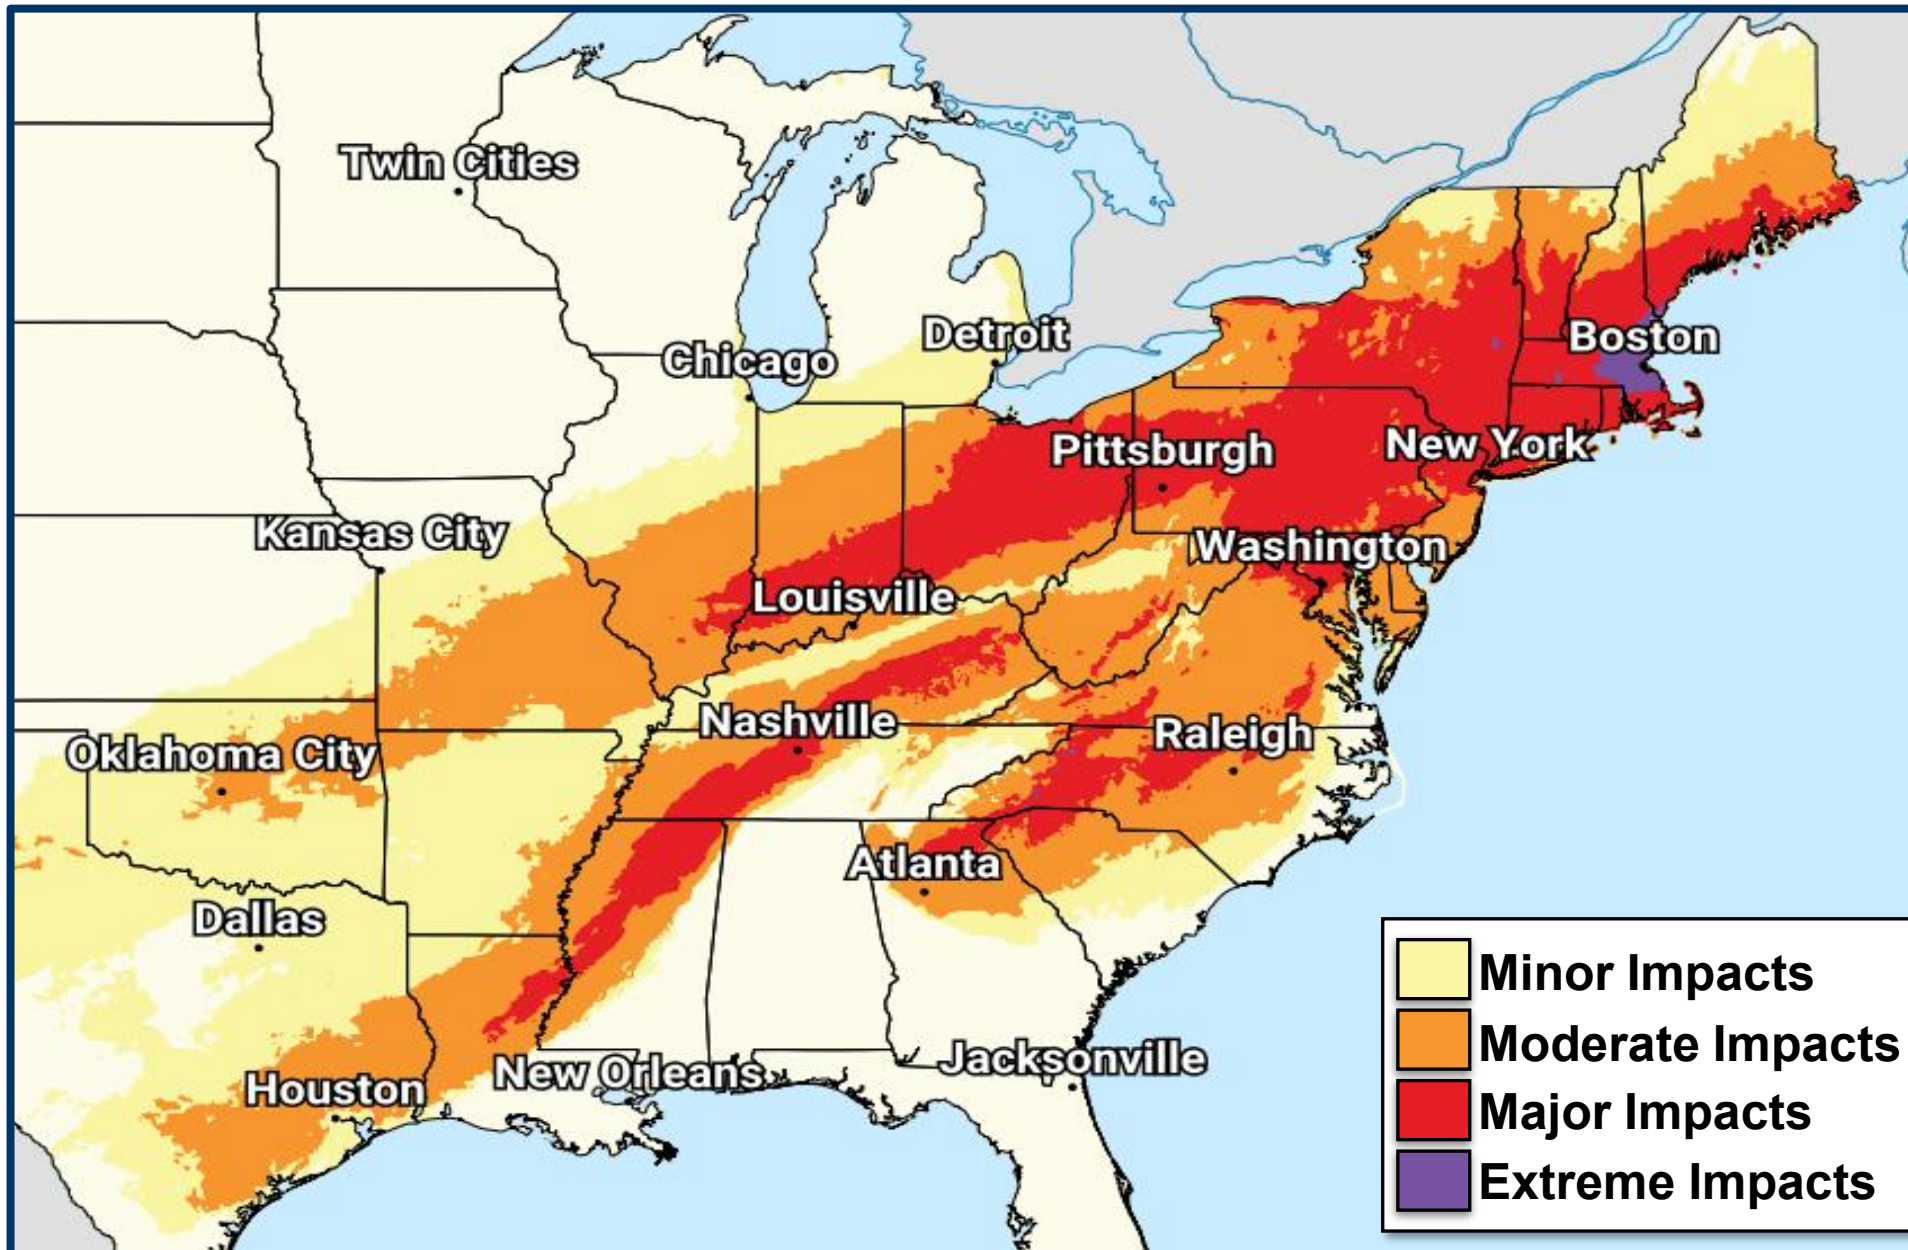 Twin Cities
Detroit
Chicago
Boston
Pittsburgh
New York
Kansas City
Washington
Louisville
Nashville
Raleigh
Oklahoma City
Atlanta
Dallas
Jacksonville
New Orleans
Houston
Minor Impacts
Moderate Impacts
Major Impacts
Extreme Impacts